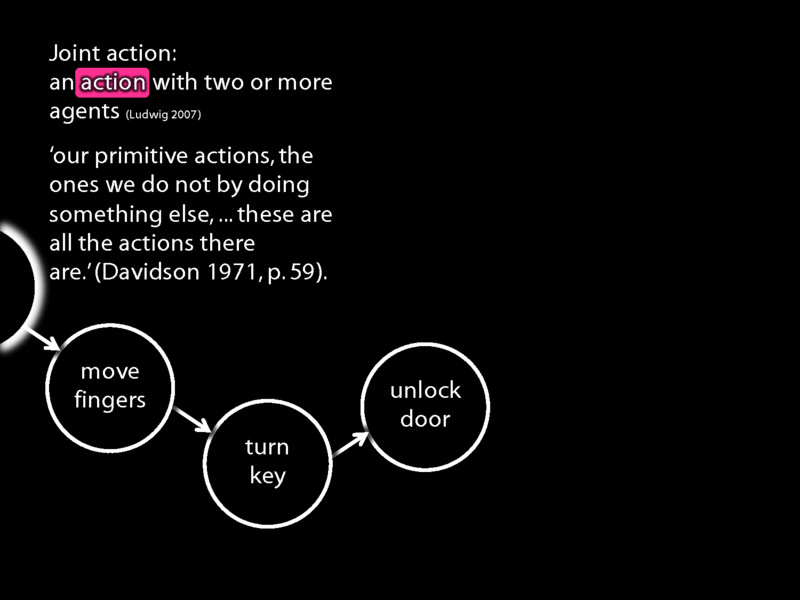 Joint action:
an action with two or more
agents (Ludwig 2007)
‘our primitive actions, the
ones we do not by doing
something else, ... these are
all the actions there
are.’ (Davidson 1971, p. 59).
move
fingers
turn
key
unlock
door